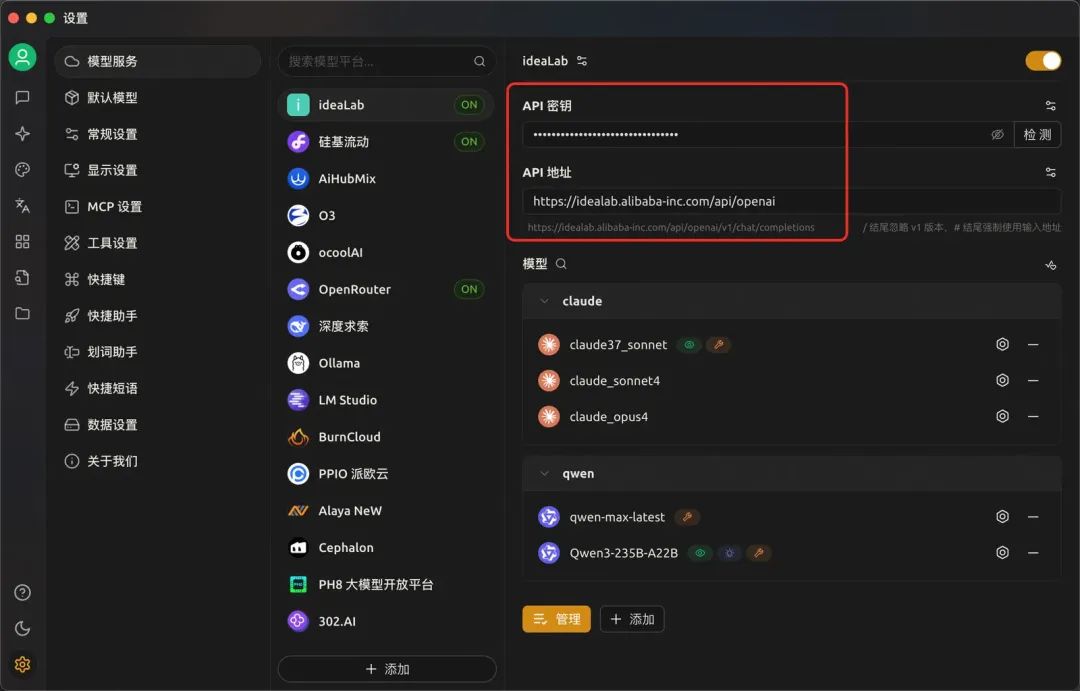 设置
模型服务
默认模型
常规设置
显示设置
MCP 设置
工具设置
快捷键
快捷助手
划词助手
快捷短语
数据设置
关于我们
搜索模型平台...
i ideaLab ON
硅基流动 ON
AiHubMix
O3
ocoolAI
OpenRouter ON
深度求索
Ollama
LM Studio
BurnCloud
PPIO 派欧云
Alaya NeW
Cephalon
PH8 大模型开放平台
302.AI
添加
ideaLab
API 密钥
••••••••••••••••••••••••••••••••
检测
API 地址
https://idealab.alibaba-inc.com/api/openai
https://idealab.alibaba-inc.com/api/openai/v1/chat/completions
/ 结尾忽略 v1 版本、# 结尾强制使用输入地址
模型
claude
claude37_sonnet
claude_sonnet4
claude_opus4
qwen
qwen-max-latest
Qwen3-235B-A22B
管理
添加